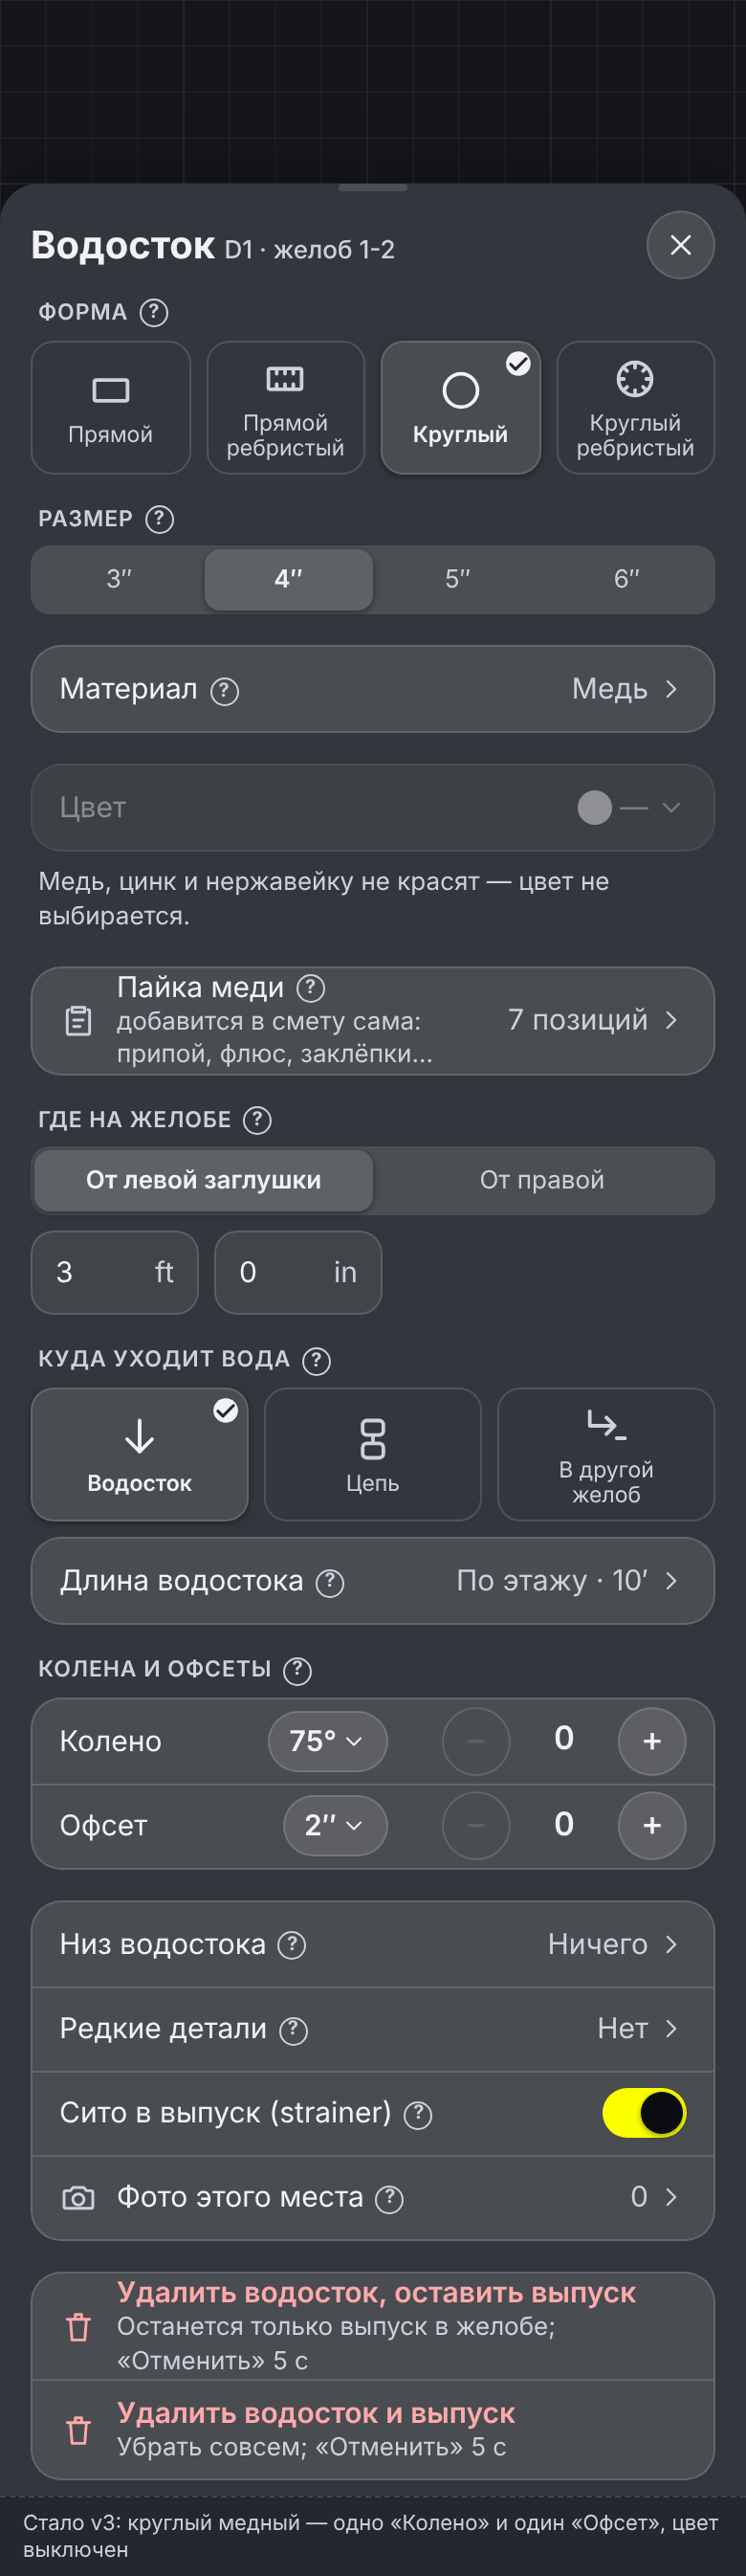 Водосток D1 · желоб 1-2
ФОРМА ?
Прямой
Прямой
ребристый
Круглый
Круглый
ребристый
РАЗМЕР ?
3″ 4″ 5″ 6″
Материал ? Медь
Цвет —
Медь, цинк и нержавейку не красят — цвет не
выбирается.
Пайка меди ?
добавится в смету сама:
припой, флюс, заклёпки…
7 позиций
ГДЕ НА ЖЕЛОБЕ ?
От левой заглушки От правой
3 ft 0 in
КУДА УХОДИТ ВОДА ?
Водосток
Цепь
В другой
желоб
Длина водостока ? По этажу · 10′
КОЛЕНА И ОФСЕТЫ ?
Колено 75° − 0 +
Офсет 2″ − 0 +
Низ водостока ? Ничего
Редкие детали ? Нет
Сито в выпуск (strainer) ?
Фото этого места ? 0
Удалить водосток, оставить выпуск
Останется только выпуск в желобе;
«Отменить» 5 с
Удалить водосток и выпуск
Убрать совсем; «Отменить» 5 с
Стало v3: круглый медный — одно «Колено» и один «Офсет», цвет
выключен